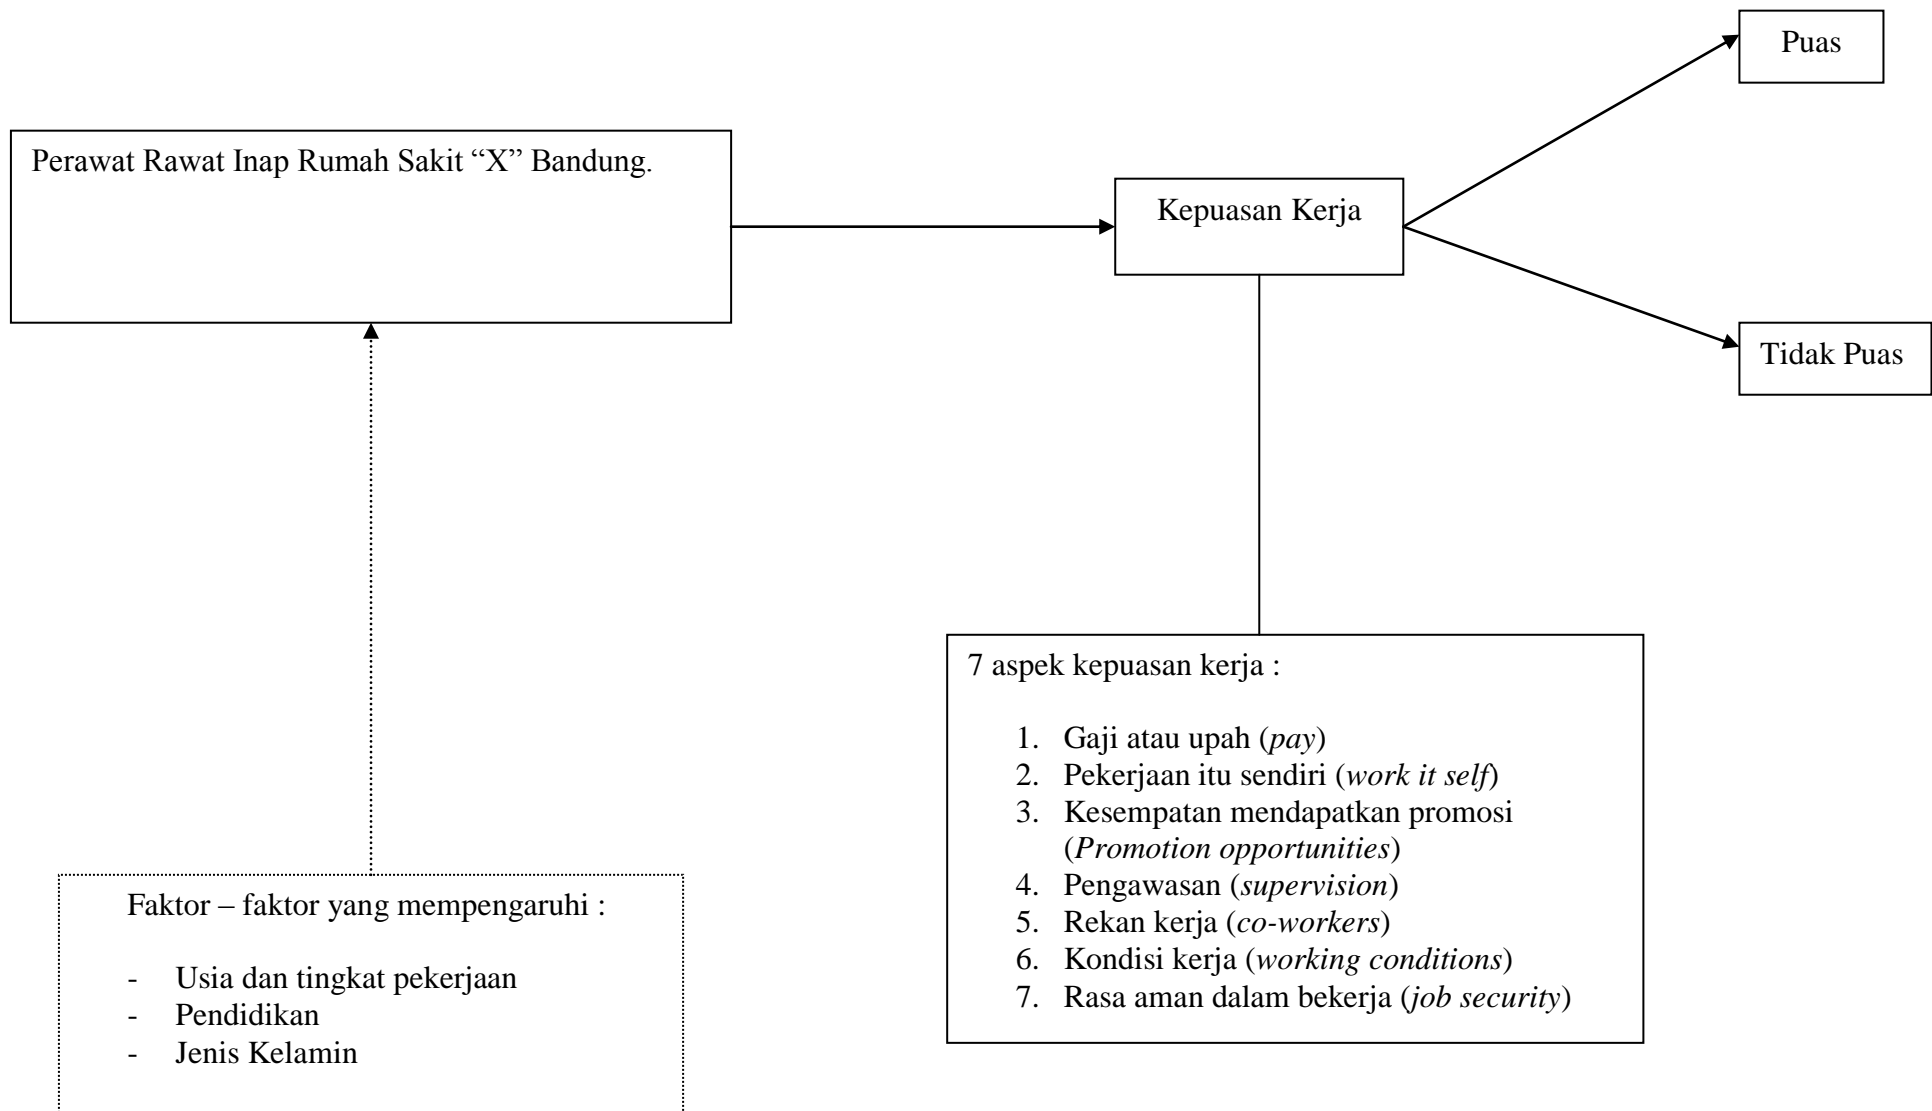 Puas
Perawat Rawat Inap Rumah Sakit “X” Bandung.
Kepuasan Kerja
Tidak Puas
7 aspek kepuasan kerja :
1. Gaji atau upah (pay)
2. Pekerjaan itu sendiri (work it self)
3. Kesempatan mendapatkan promosi
(Promotion opportunities)
4. Pengawasan (supervision)
5. Rekan kerja (co-workers)
6. Kondisi kerja (working conditions)
7. Rasa aman dalam bekerja (job security)
Faktor – faktor yang mempengaruhi :
- Usia dan tingkat pekerjaan
- Pendidikan
- Jenis Kelamin